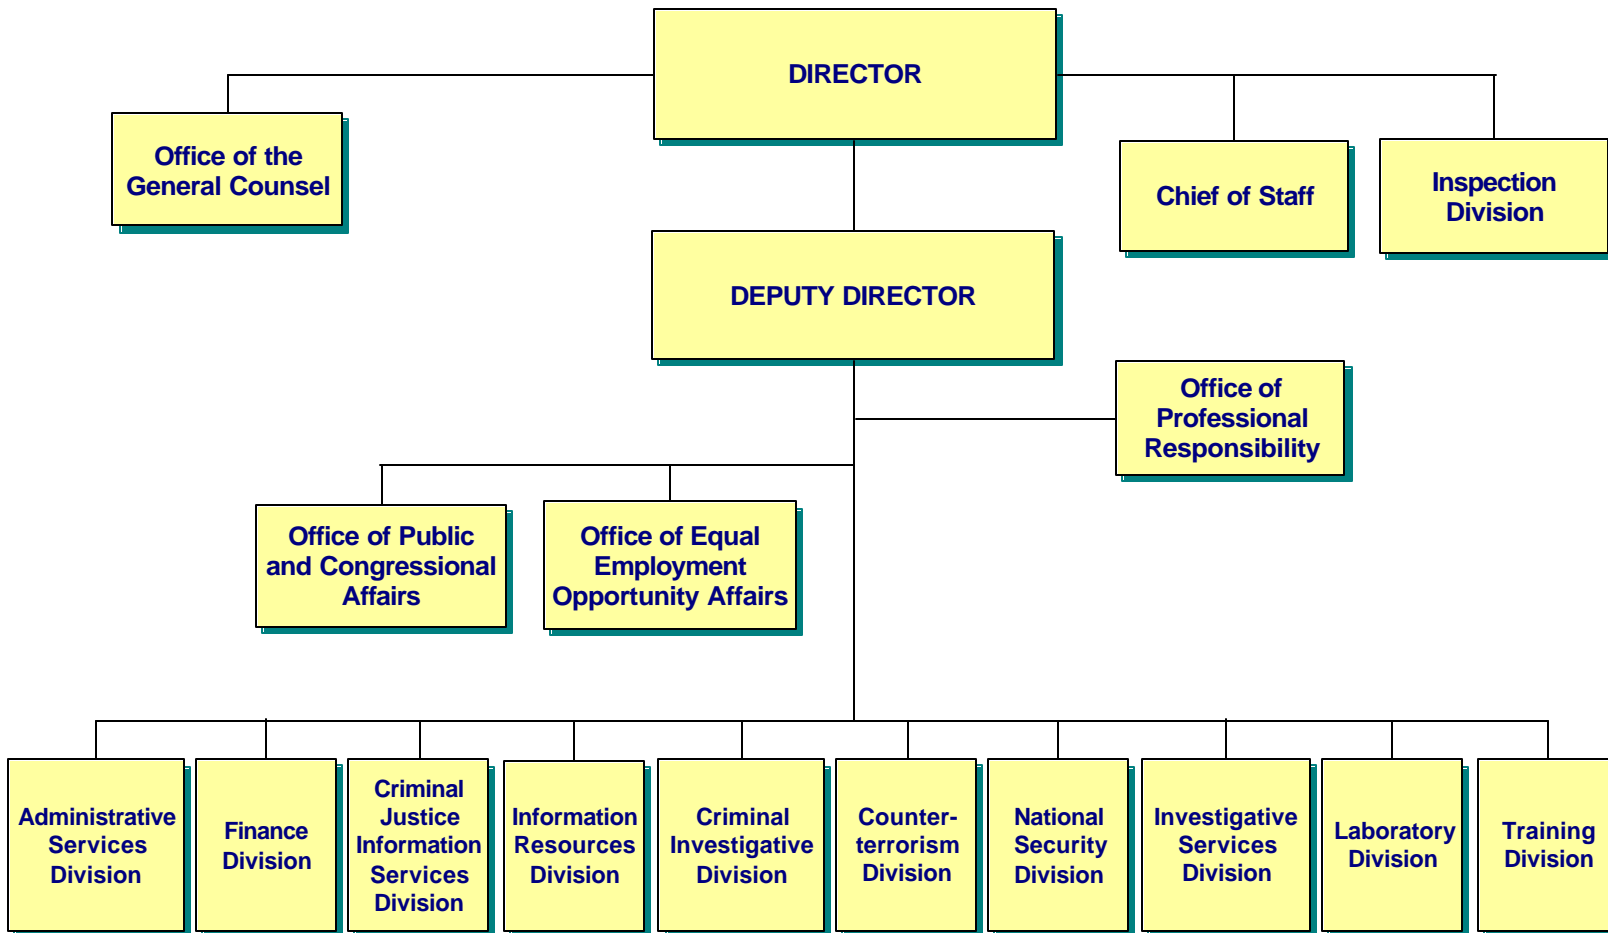 DIRECTOR
Office of the
General Counsel
Chief of Staff
Inspection
Division
DEPUTY DIRECTOR
Office of
Professional
Responsibility
Office of Public
and Congressional
Affairs
Office of Equal
Employment
Opportunity Affairs
Administrative
Services
Division
Finance
Division
Criminal
Justice
Information
Services
Division
Information
Resources
Division
Criminal
Investigative
Division
Counter-
terrorism
Division
National
Security
Division
Investigative
Services
Division
Laboratory
Division
Training
Division